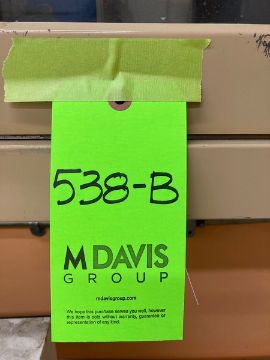 538-B
M DAVIS
GROUP
mdavisgroup.com
We hope this purchase serves you well, however
this item is sold without warranty, guarantee or
representation of any kind.